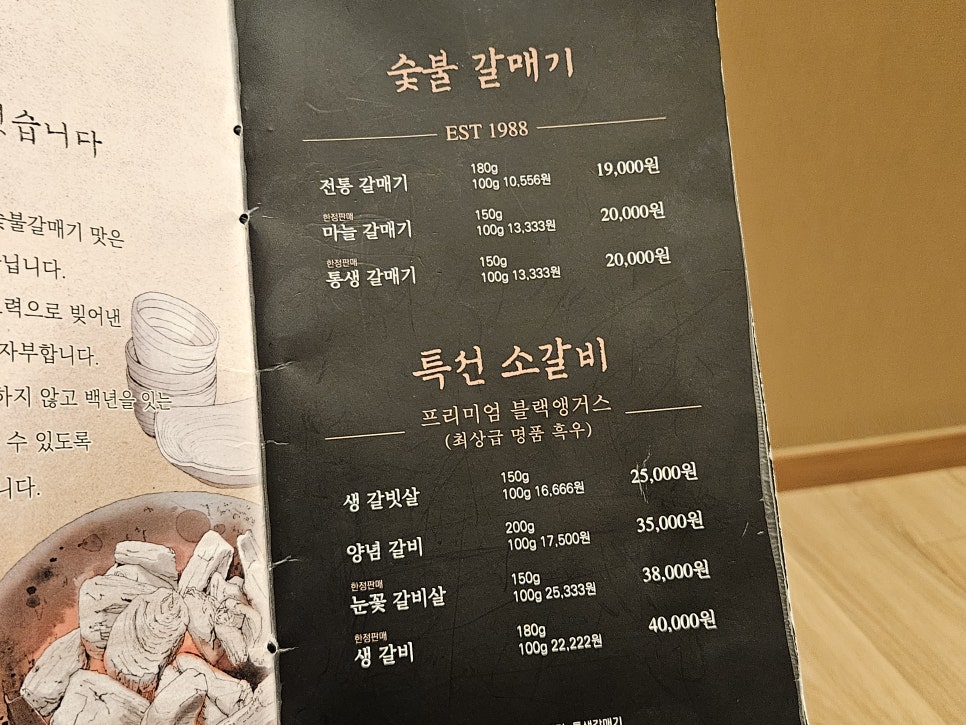 습니다
숯불갈매기 맛은
닙니다.
력으로 빚어낸
자부합니다.
하지 않고 백년을 있는
수 있도록
니다.
숯불 갈매기
EST 1988
전통 갈매기 180g 100g 10,556원 19,000원
한정판매
마늘 갈매기 150g 100g 13,333원 20,000원
한정판매
통생 갈매기 150g 100g 13,333원 20,000원
특선 소갈비
프리미엄 블랙앵거스
(최상급 명품 흑우)
생 갈빗살 150g 100g 16,666원 25,000원
양념 갈비 200g 100g 17,500원 35,000원
한정판매
눈꽃 갈비살 150g 100g 25,333원 38,000원
한정판매
생 갈비 180g 100g 22,222원 40,000원
통생갈매기